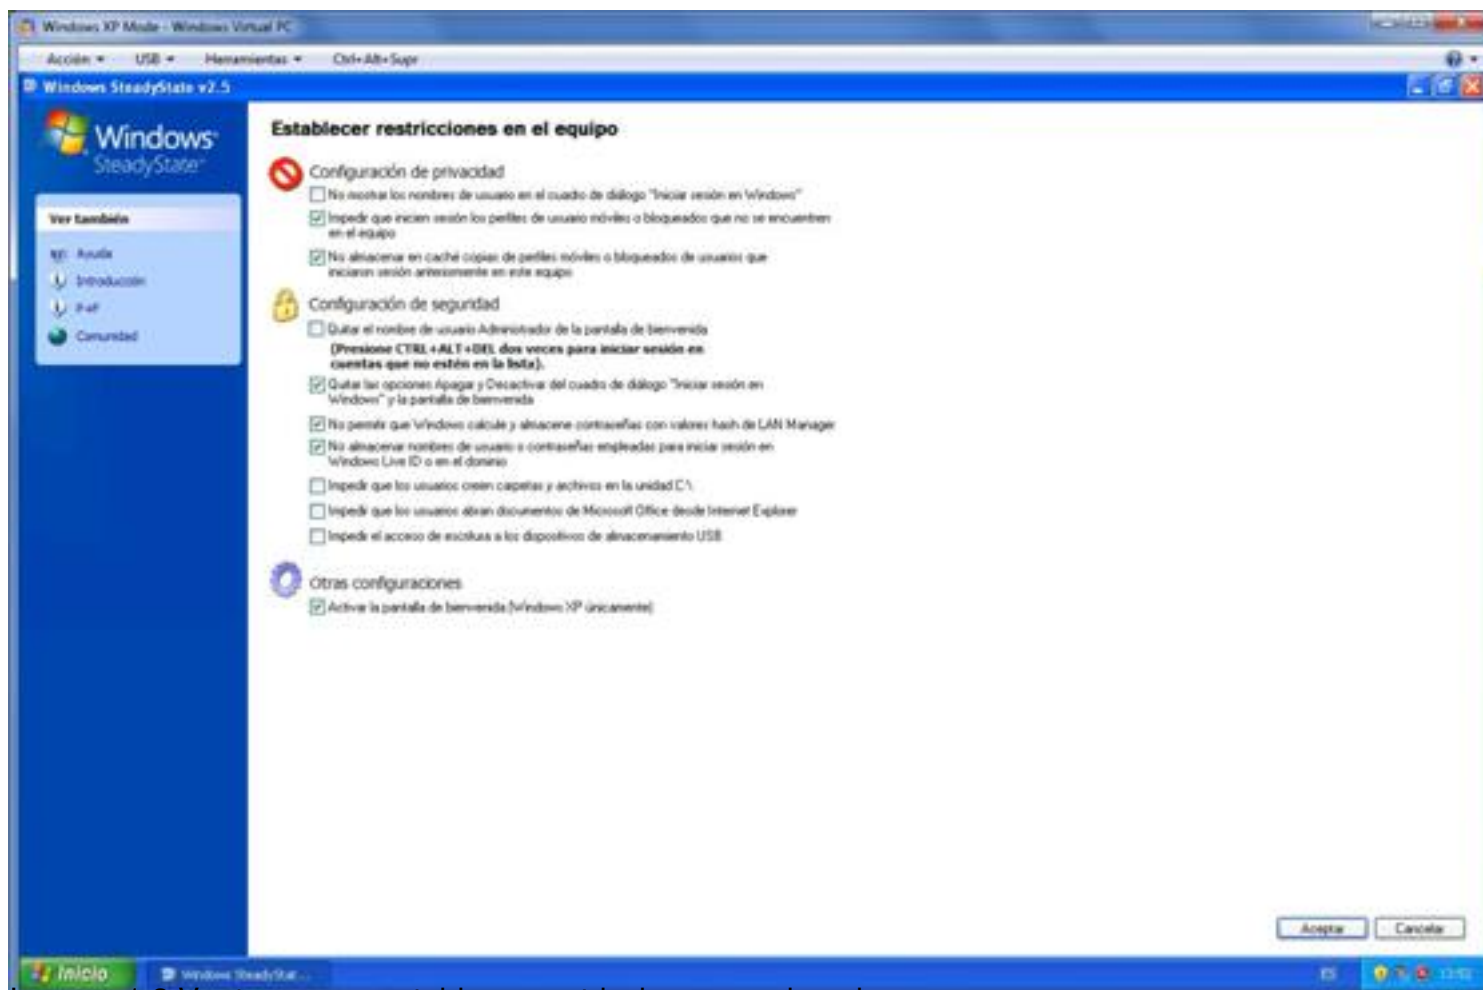 Windows XP Mode - Windows Virtual PC
Acción USB Herramientas Ctrl+Alt+Supr
Windows SteadyState v2.5
Windows
SteadyState
Ver también
Ayuda
Introducción
P+F
Comunidad
Establecer restricciones en el equipo
Configuración de privacidad
No mostrar los nombres de usuario en el cuadro de diálogo "Iniciar sesión en Windows"
Impedir que inicien sesión los perfiles de usuario móviles o bloqueados que no se encuentren
en el equipo
No almacenar en caché copias de perfiles móviles o bloqueados de usuarios que
iniciaron sesión anteriormente en este equipo
Configuración de seguridad
Quitar el nombre de usuario Administrador de la pantalla de bienvenida
(Presione CTRL+ALT+DEL dos veces para iniciar sesión en
cuentas que no estén en la lista).
Quitar las opciones Apagar y Desactivar del cuadro de diálogo "Iniciar sesión en
Windows" y la pantalla de bienvenida
No permitir que Windows calcule y almacene contraseñas con valores hash de LAN Manager
No almacenar nombres de usuario o contraseñas empleadas para iniciar sesión en
Windows Live ID o en el dominio
Impedir que los usuarios creen carpetas y archivos en la unidad C:\
Impedir que los usuarios abran documentos de Microsoft Office desde Internet Explorer
Impedir el acceso de escritura a los dispositivos de almacenamiento USB
Otras configuraciones
Activar la pantalla de bienvenida (Windows XP únicamente)
Aceptar Cancelar
Inicio Windows SteadyStat... ES